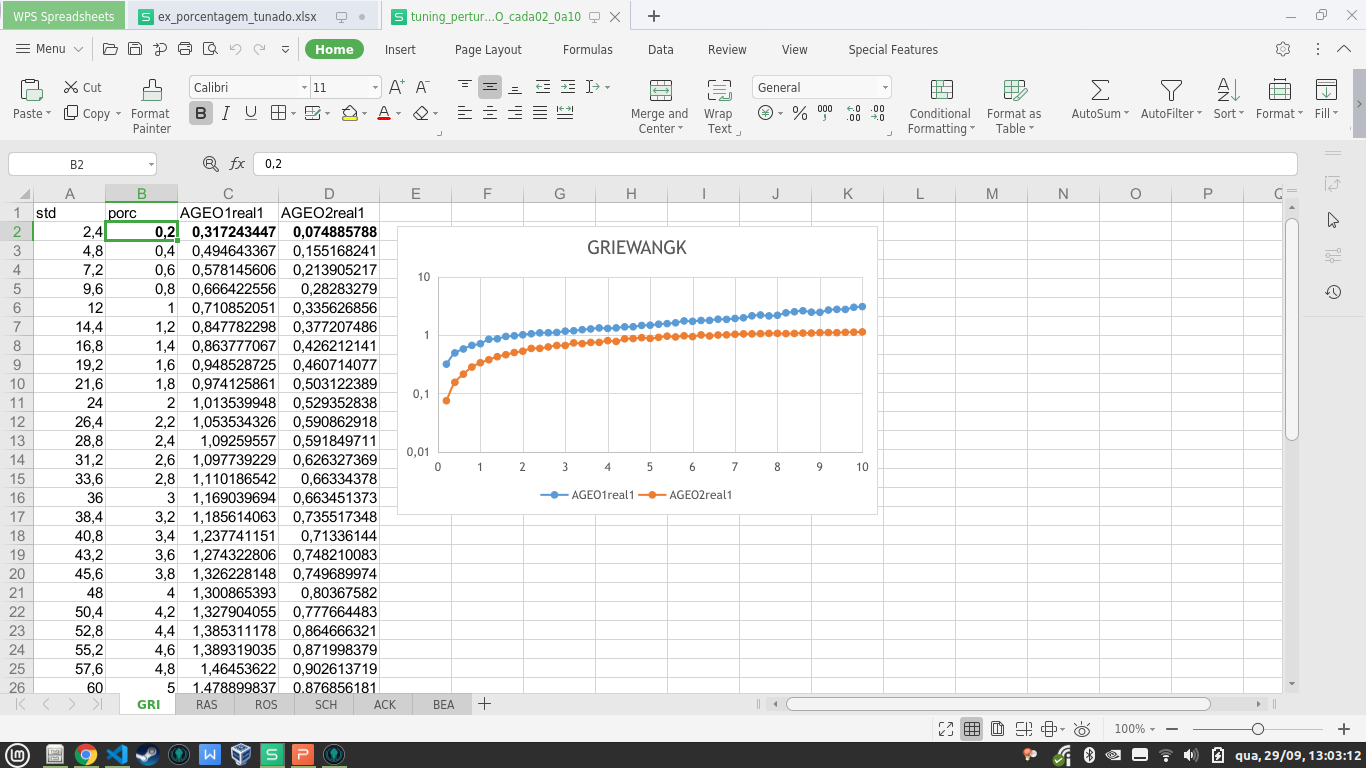 WPS Spreadsheets ex_porcentagem_tunado.xlsx tuning_pertur...O_cada02_0a10
Menu Home Insert Page Layout Formulas Data Review View Special Features
Cut Calibri 11 General
Paste Copy Format Painter B I U Merge and Center Wrap Text Conditional Formatting Format as Table AutoSum AutoFilter Sort Format Fill
B2 fx 0,2
A B C D E F G H I J K L M N O P Q
1 std porc AGEO1real1 AGEO2real1
2 2,4 0,2 0,317243447 0,074885788
3 4,8 0,4 0,494643367 0,155168241
4 7,2 0,6 0,578145606 0,213905217
5 9,6 0,8 0,666422556 0,28283279
6 12 1 0,710852051 0,335626856
7 14,4 1,2 0,847782298 0,377207486
8 16,8 1,4 0,863777067 0,426212141
9 19,2 1,6 0,948528725 0,460714077
10 21,6 1,8 0,974125861 0,503122389
11 24 2 1,013539948 0,529352838
12 26,4 2,2 1,053534326 0,590862918
13 28,8 2,4 1,09259557 0,591849711
14 31,2 2,6 1,097739229 0,626327369
15 33,6 2,8 1,110186542 0,66334378
16 36 3 1,169039694 0,663451373
17 38,4 3,2 1,185614063 0,735517348
18 40,8 3,4 1,237741151 0,71336144
19 43,2 3,6 1,274322806 0,748210083
20 45,6 3,8 1,326228148 0,749689974
21 48 4 1,300865393 0,80367582
22 50,4 4,2 1,327904055 0,777664483
23 52,8 4,4 1,385311178 0,864666321
24 55,2 4,6 1,389319035 0,871998379
25 57,6 4,8 1,46453622 0,902613719
26 60 5 1,478899837 0,876856181
GRIEWANGK
10
1
0,1
0,01
0 1 2 3 4 5 6 7 8 9 10
AGEO1real1 AGEO2real1
GRI RAS ROS SCH ACK BEA
100%
qua, 29/09, 13:03:12